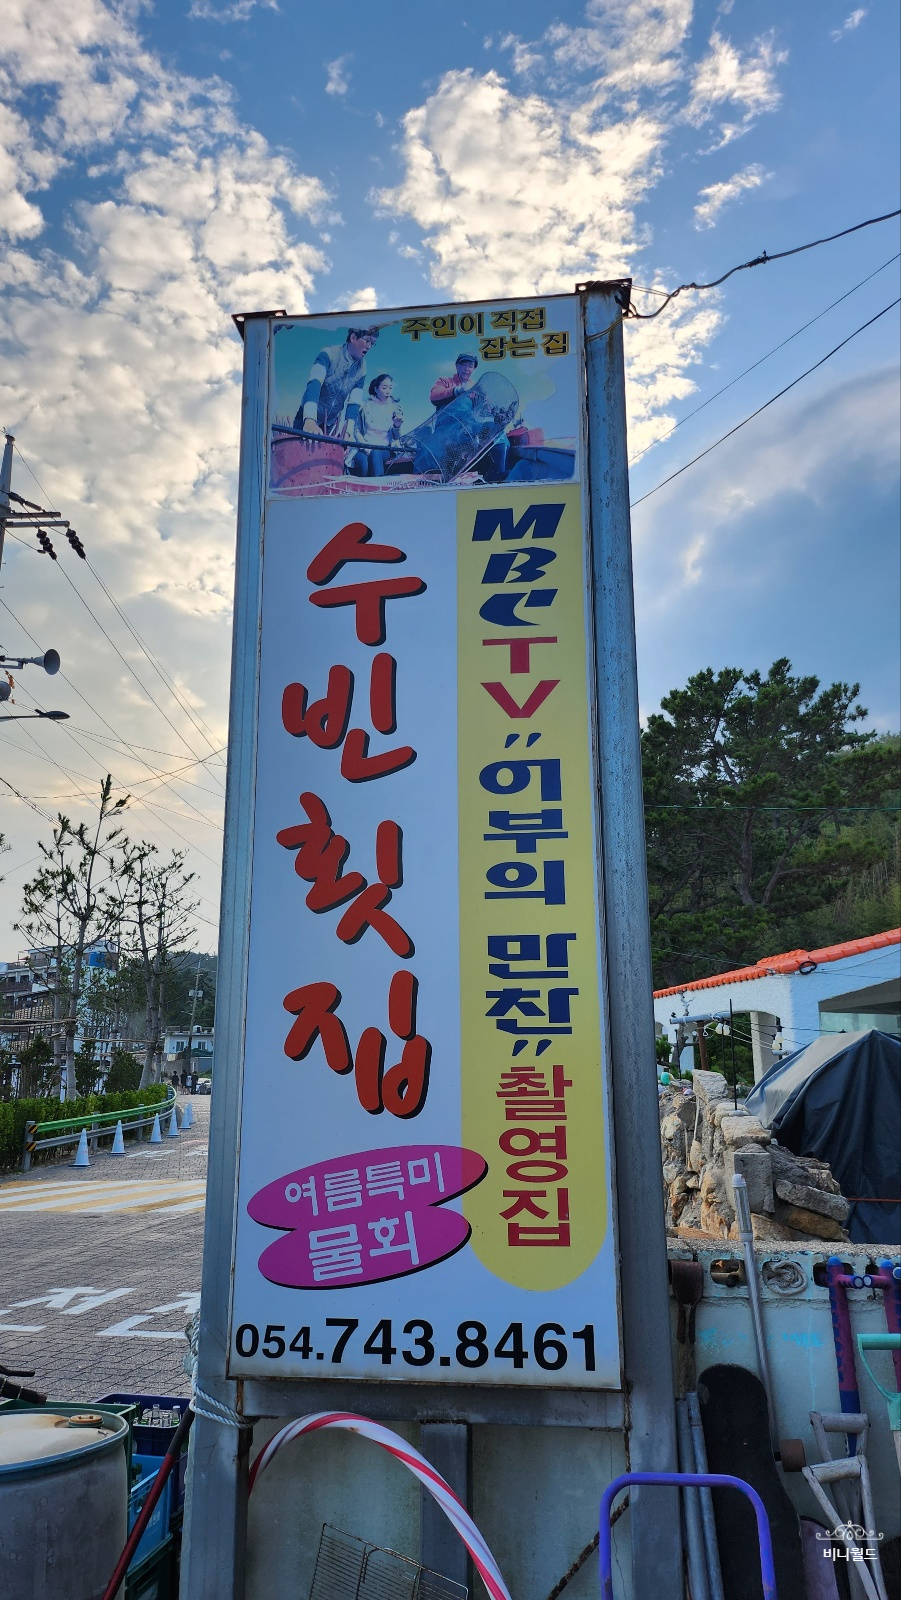 주인이 직접
잡는 집
수빈횟집
MBC TV "어부의 만찬" 촬영집
여름특미
물회
054.743.8461
비니월드